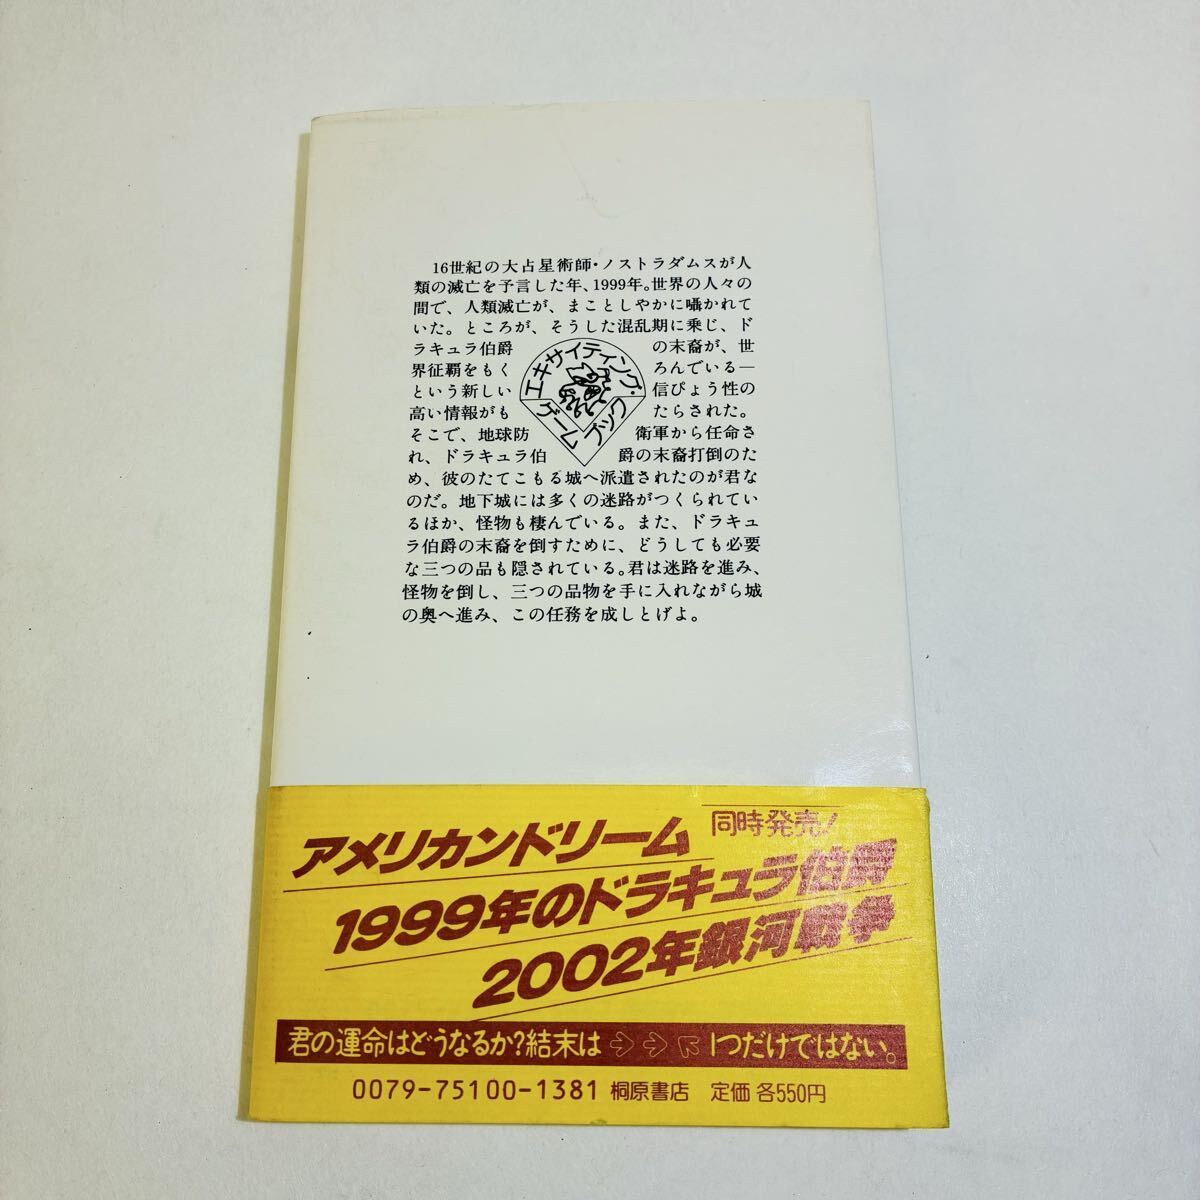 16世紀の大占星術師・ノストラダムスが人
類の滅亡を予言した年、1999年。世界の人々の
間で、人類滅亡が、まことしやかに囁かれて
いた。ところが、そうした混乱期に乗じ、ド
ラキュラ伯爵の末裔が、世
界征覇をもくろんでいる—
という新しい信ぴょう性の
高い情報がもたらされた。
そこで、地球防衛軍から任命さ
れ、ドラキュラ伯爵の末裔打倒のた
め、彼のたてこもる城へ派遣されたのが君な
のだ。地下城には多くの迷路がつくられてい
るほか、怪物も棲んでいる。また、ドラキュ
ラ伯爵の末裔を倒すために、どうしても必要
な三つの品も隠されている。君は迷路を進み、
怪物を倒し、三つの品物を手に入れながら城
の奥へ進み、この任務を成しとげよ。
エキサイティング・
ゲームブック
同時発売!
アメリカンドリーム
1999年のドラキュラ伯爵
2002年銀河戦争
君の運命はどうなるか?結末は⇨⇨⇱1つだけではない。
0079-75100-1381 桐原書店 定価 各550円